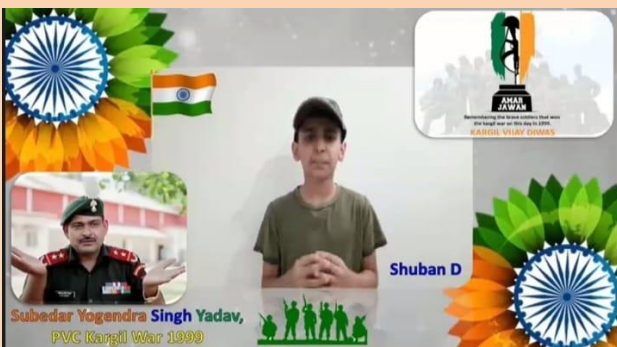 AMAR
JAWAN
Remembering the brave soldiers that won
the kargil war on this day in 1999.
KARGIL VIJAY DIWAS
Shuban D
Subedar Yogendra Singh Yadav,
PVC Kargil War 1999